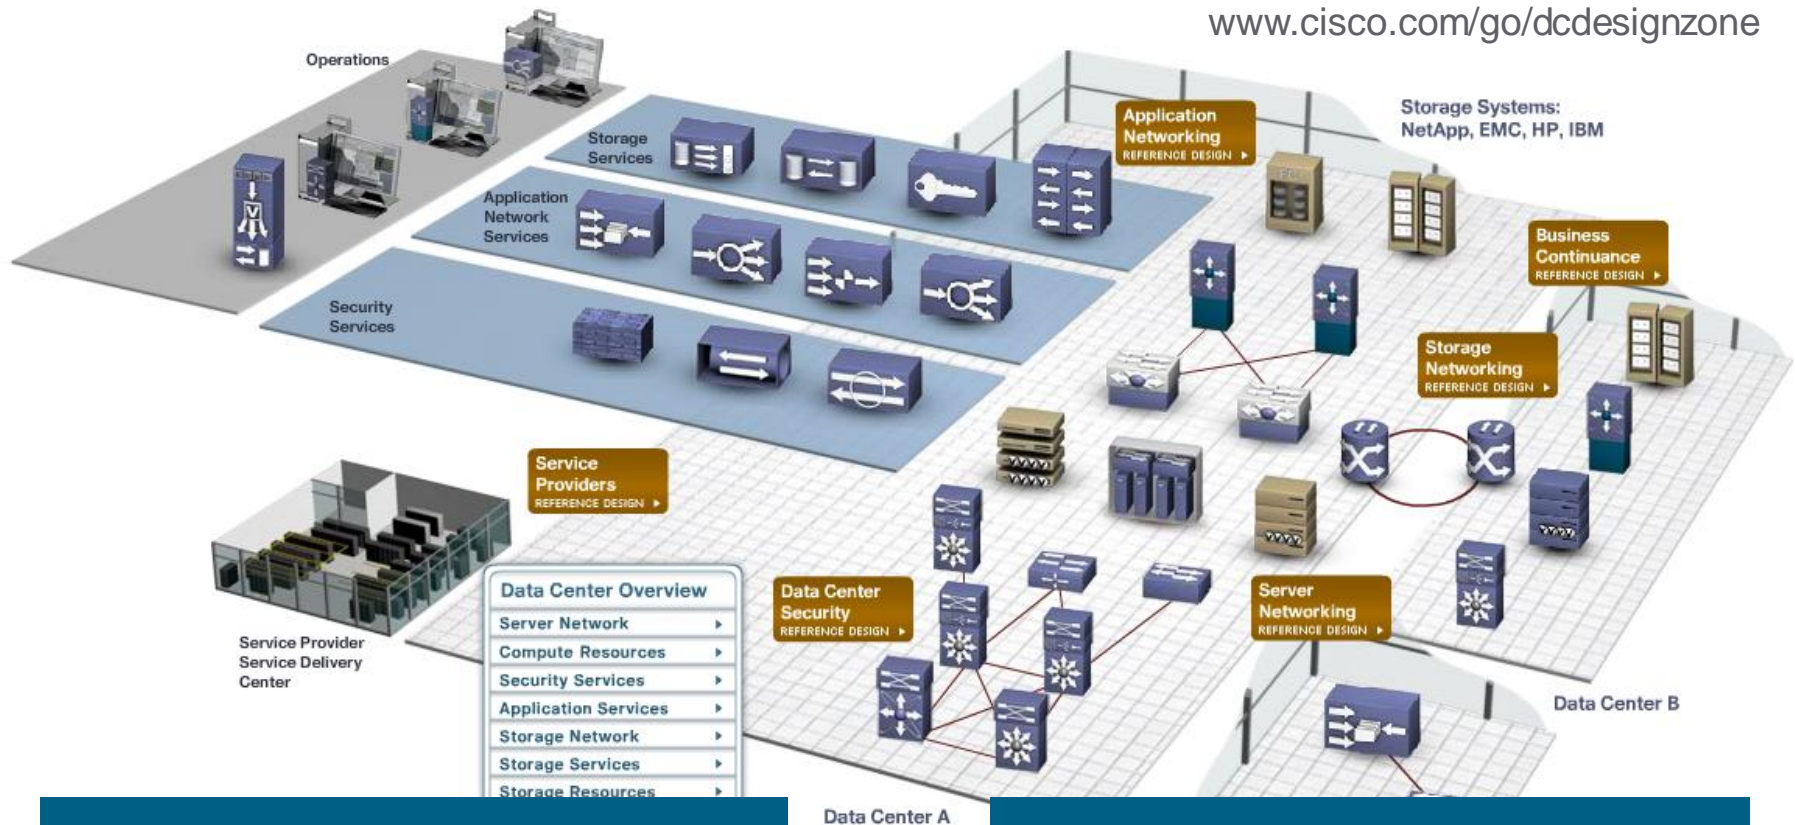 www.cisco.com/go/dcdesignzone
Operations
Storage
Services
Application
Network
Services
Security
Services
Application
Networking
REFERENCE DESIGN
Storage Systems:
NetApp, EMC, HP, IBM
Business
Continuance
REFERENCE DESIGN
Storage
Networking
REFERENCE DESIGN
Service
Providers
REFERENCE DESIGN
Service Provider
Service Delivery
Center
Data Center Overview
Server Network
Compute Resources
Security Services
Application Services
Storage Network
Storage Services
Storage Resources
Data Center
Security
REFERENCE DESIGN
Server
Networking
REFERENCE DESIGN
Data Center B
Data Center A
V